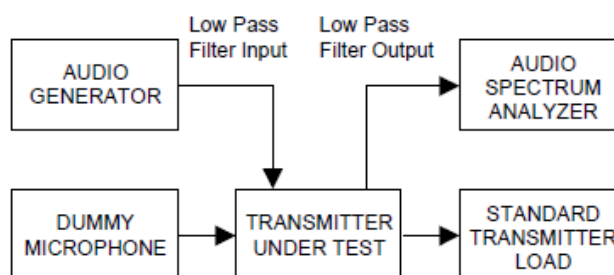 Low Pass
Filter Input
Low Pass
Filter Output
AUDIO
GENERATOR
AUDIO
SPECTRUM
ANALYZER
DUMMY
MICROPHONE
TRANSMITTER
UNDER TEST
STANDARD
TRANSMITTER
LOAD